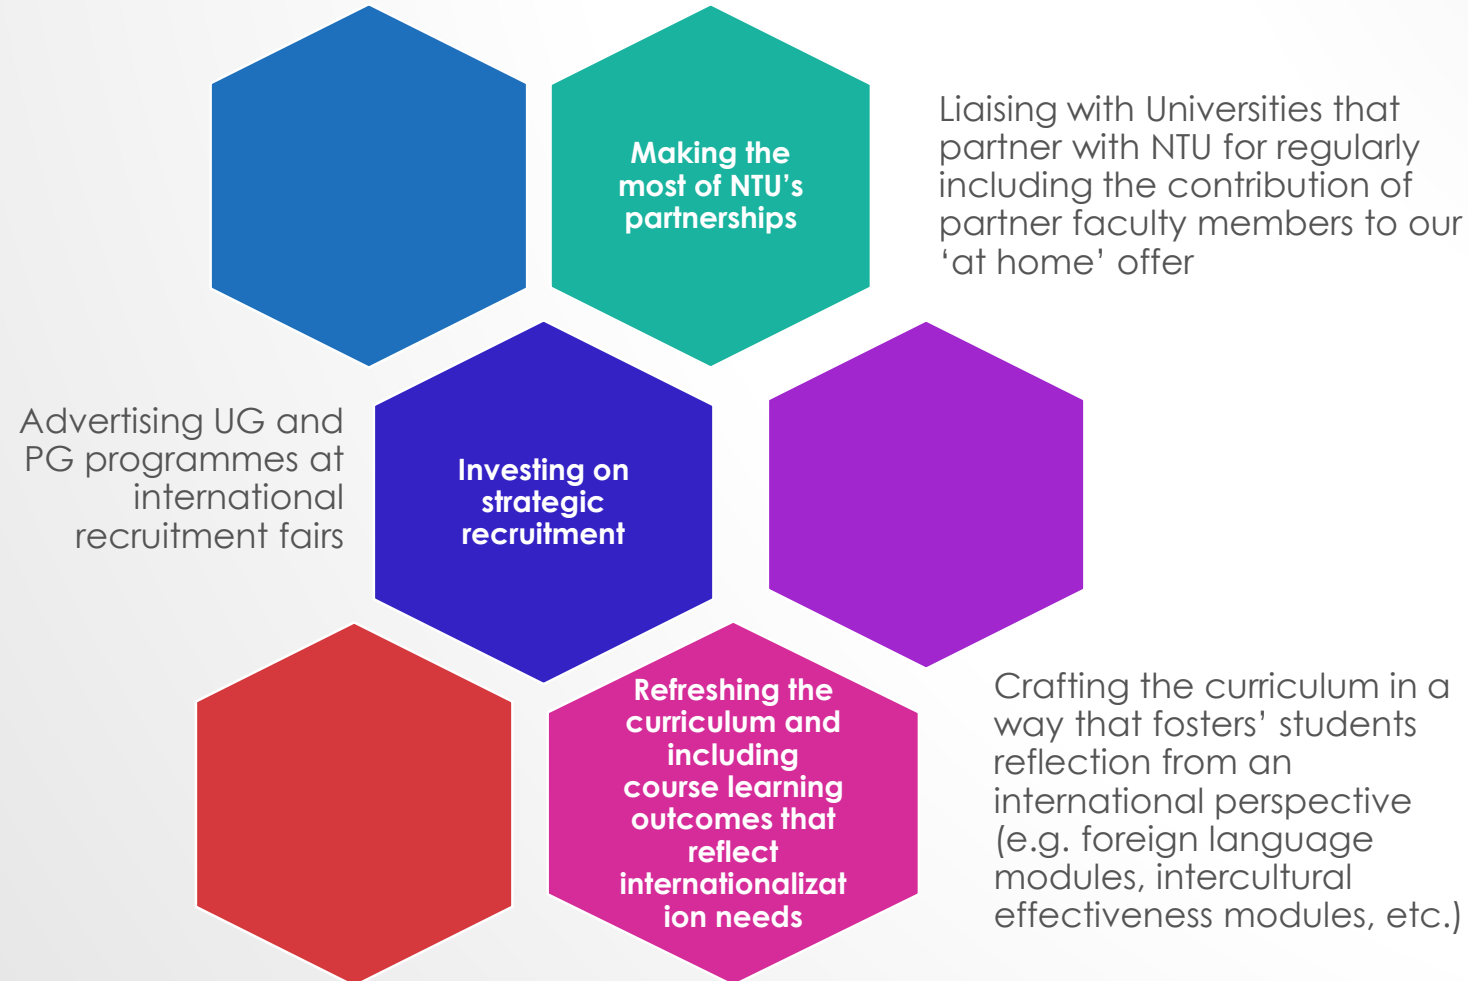 Making the
most of NTU’s
partnerships
Liaising with Universities that
partner with NTU for regularly
including the contribution of
partner faculty members to our
‘at home’ offer
Advertising UG and
PG programmes at
international
recruitment fairs
Investing on
strategic
recruitment
Refreshing the
curriculum and
including
course learning
outcomes that
reflect
internationalizat
ion needs
Crafting the curriculum in a
way that fosters’ students
reflection from an
international perspective
(e.g. foreign language
modules, intercultural
effectiveness modules, etc.)